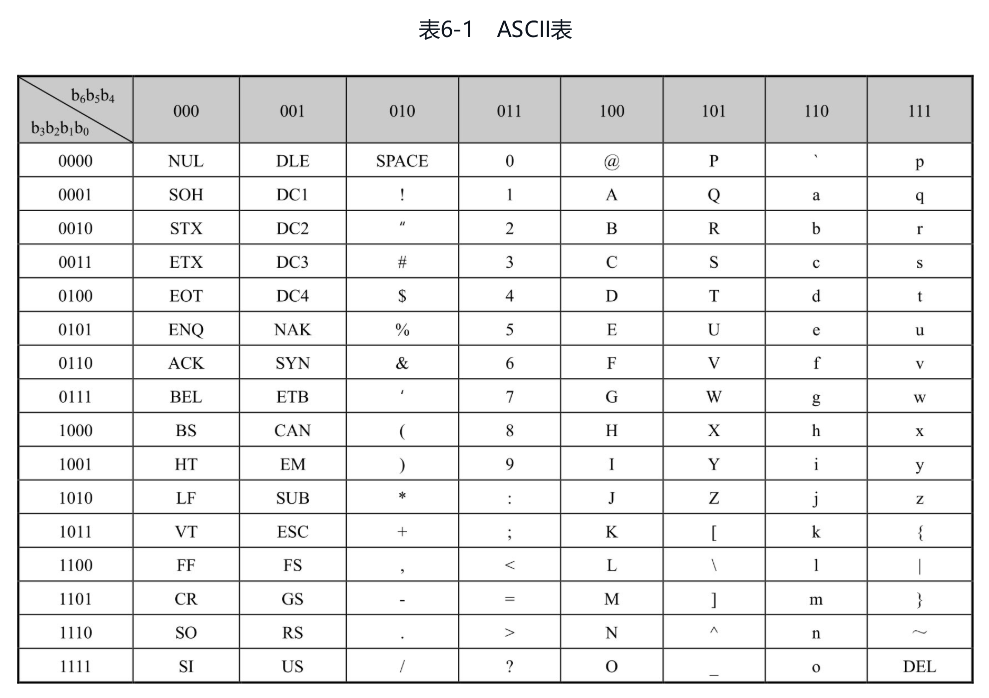 表6-1 ASCII表
b₆b₅b₄
b₃b₂b₁b₀ 000 001 010 011 100 101 110 111
0000 NUL DLE SPACE 0 @ P ` p
0001 SOH DC1 ! 1 A Q a q
0010 STX DC2 " 2 B R b r
0011 ETX DC3 # 3 C S c s
0100 EOT DC4 $ 4 D T d t
0101 ENQ NAK % 5 E U e u
0110 ACK SYN & 6 F V f v
0111 BEL ETB ′ 7 G W g w
1000 BS CAN ( 8 H X h x
1001 HT EM ) 9 I Y i y
1010 LF SUB * : J Z j z
1011 VT ESC + ; K [ k {
1100 FF FS , < L \ l |
1101 CR GS - = M ] m }
1110 SO RS . > N ^ n ～
1111 SI US / ? O _ o DEL